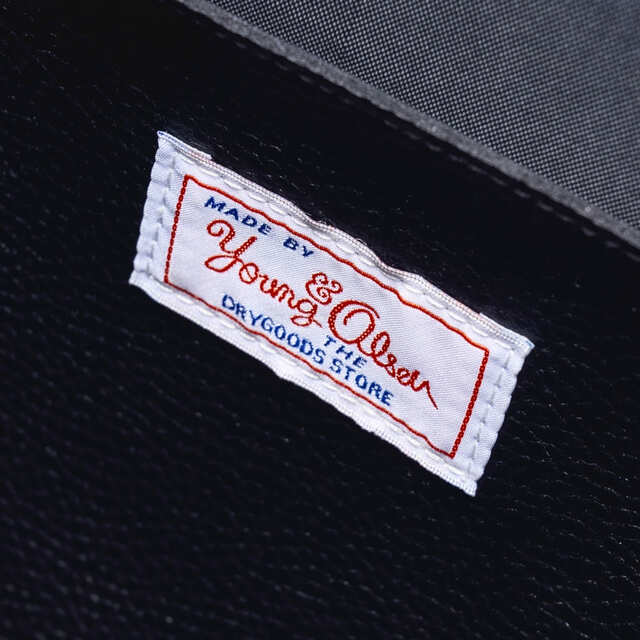 MADE BY
Young & Olsen
THE
DRYGOODS STORE